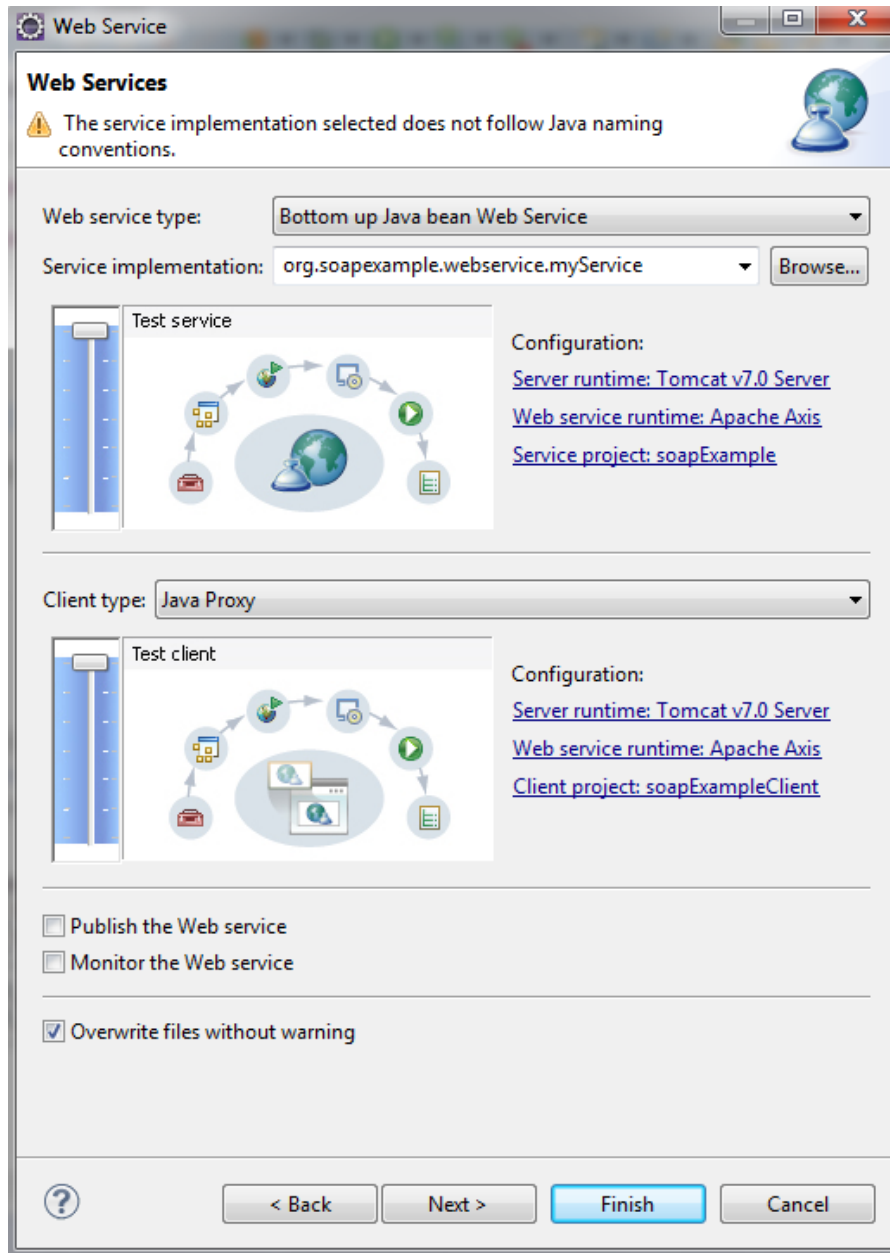 Web Service
Web Services
The service implementation selected does not follow Java naming
conventions.
Web service type: Bottom up Java bean Web Service
Service implementation: org.soapexample.webservice.myService Browse...
Test service
Configuration:
Server runtime: Tomcat v7.0 Server
Web service runtime: Apache Axis
Service project: soapExample
Client type: Java Proxy
Test client
Configuration:
Server runtime: Tomcat v7.0 Server
Web service runtime: Apache Axis
Client project: soapExampleClient
Publish the Web service
Monitor the Web service
Overwrite files without warning
? < Back Next > Finish Cancel